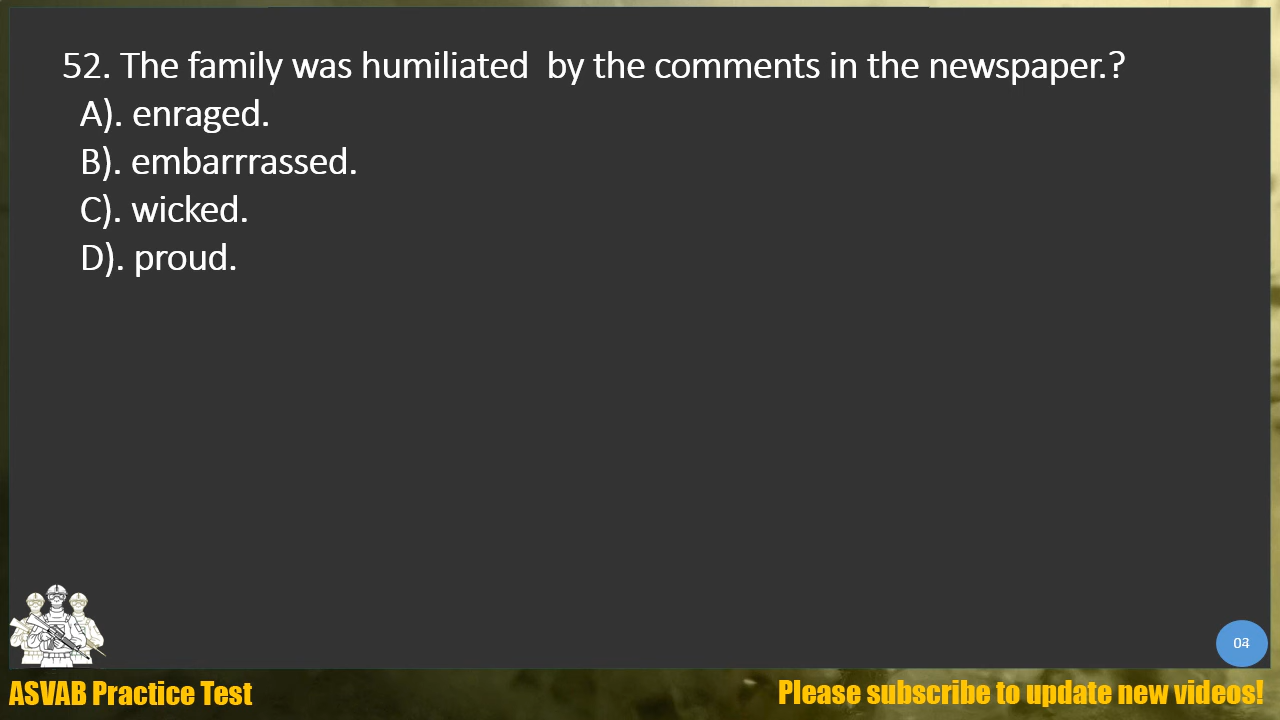 52. The family was humiliated  by the comments in the newspaper.?
A). enraged.
B). embarrrassed.
C). wicked.
D). proud.
ASVAB Practice Test
Please subscribe to update new videos!